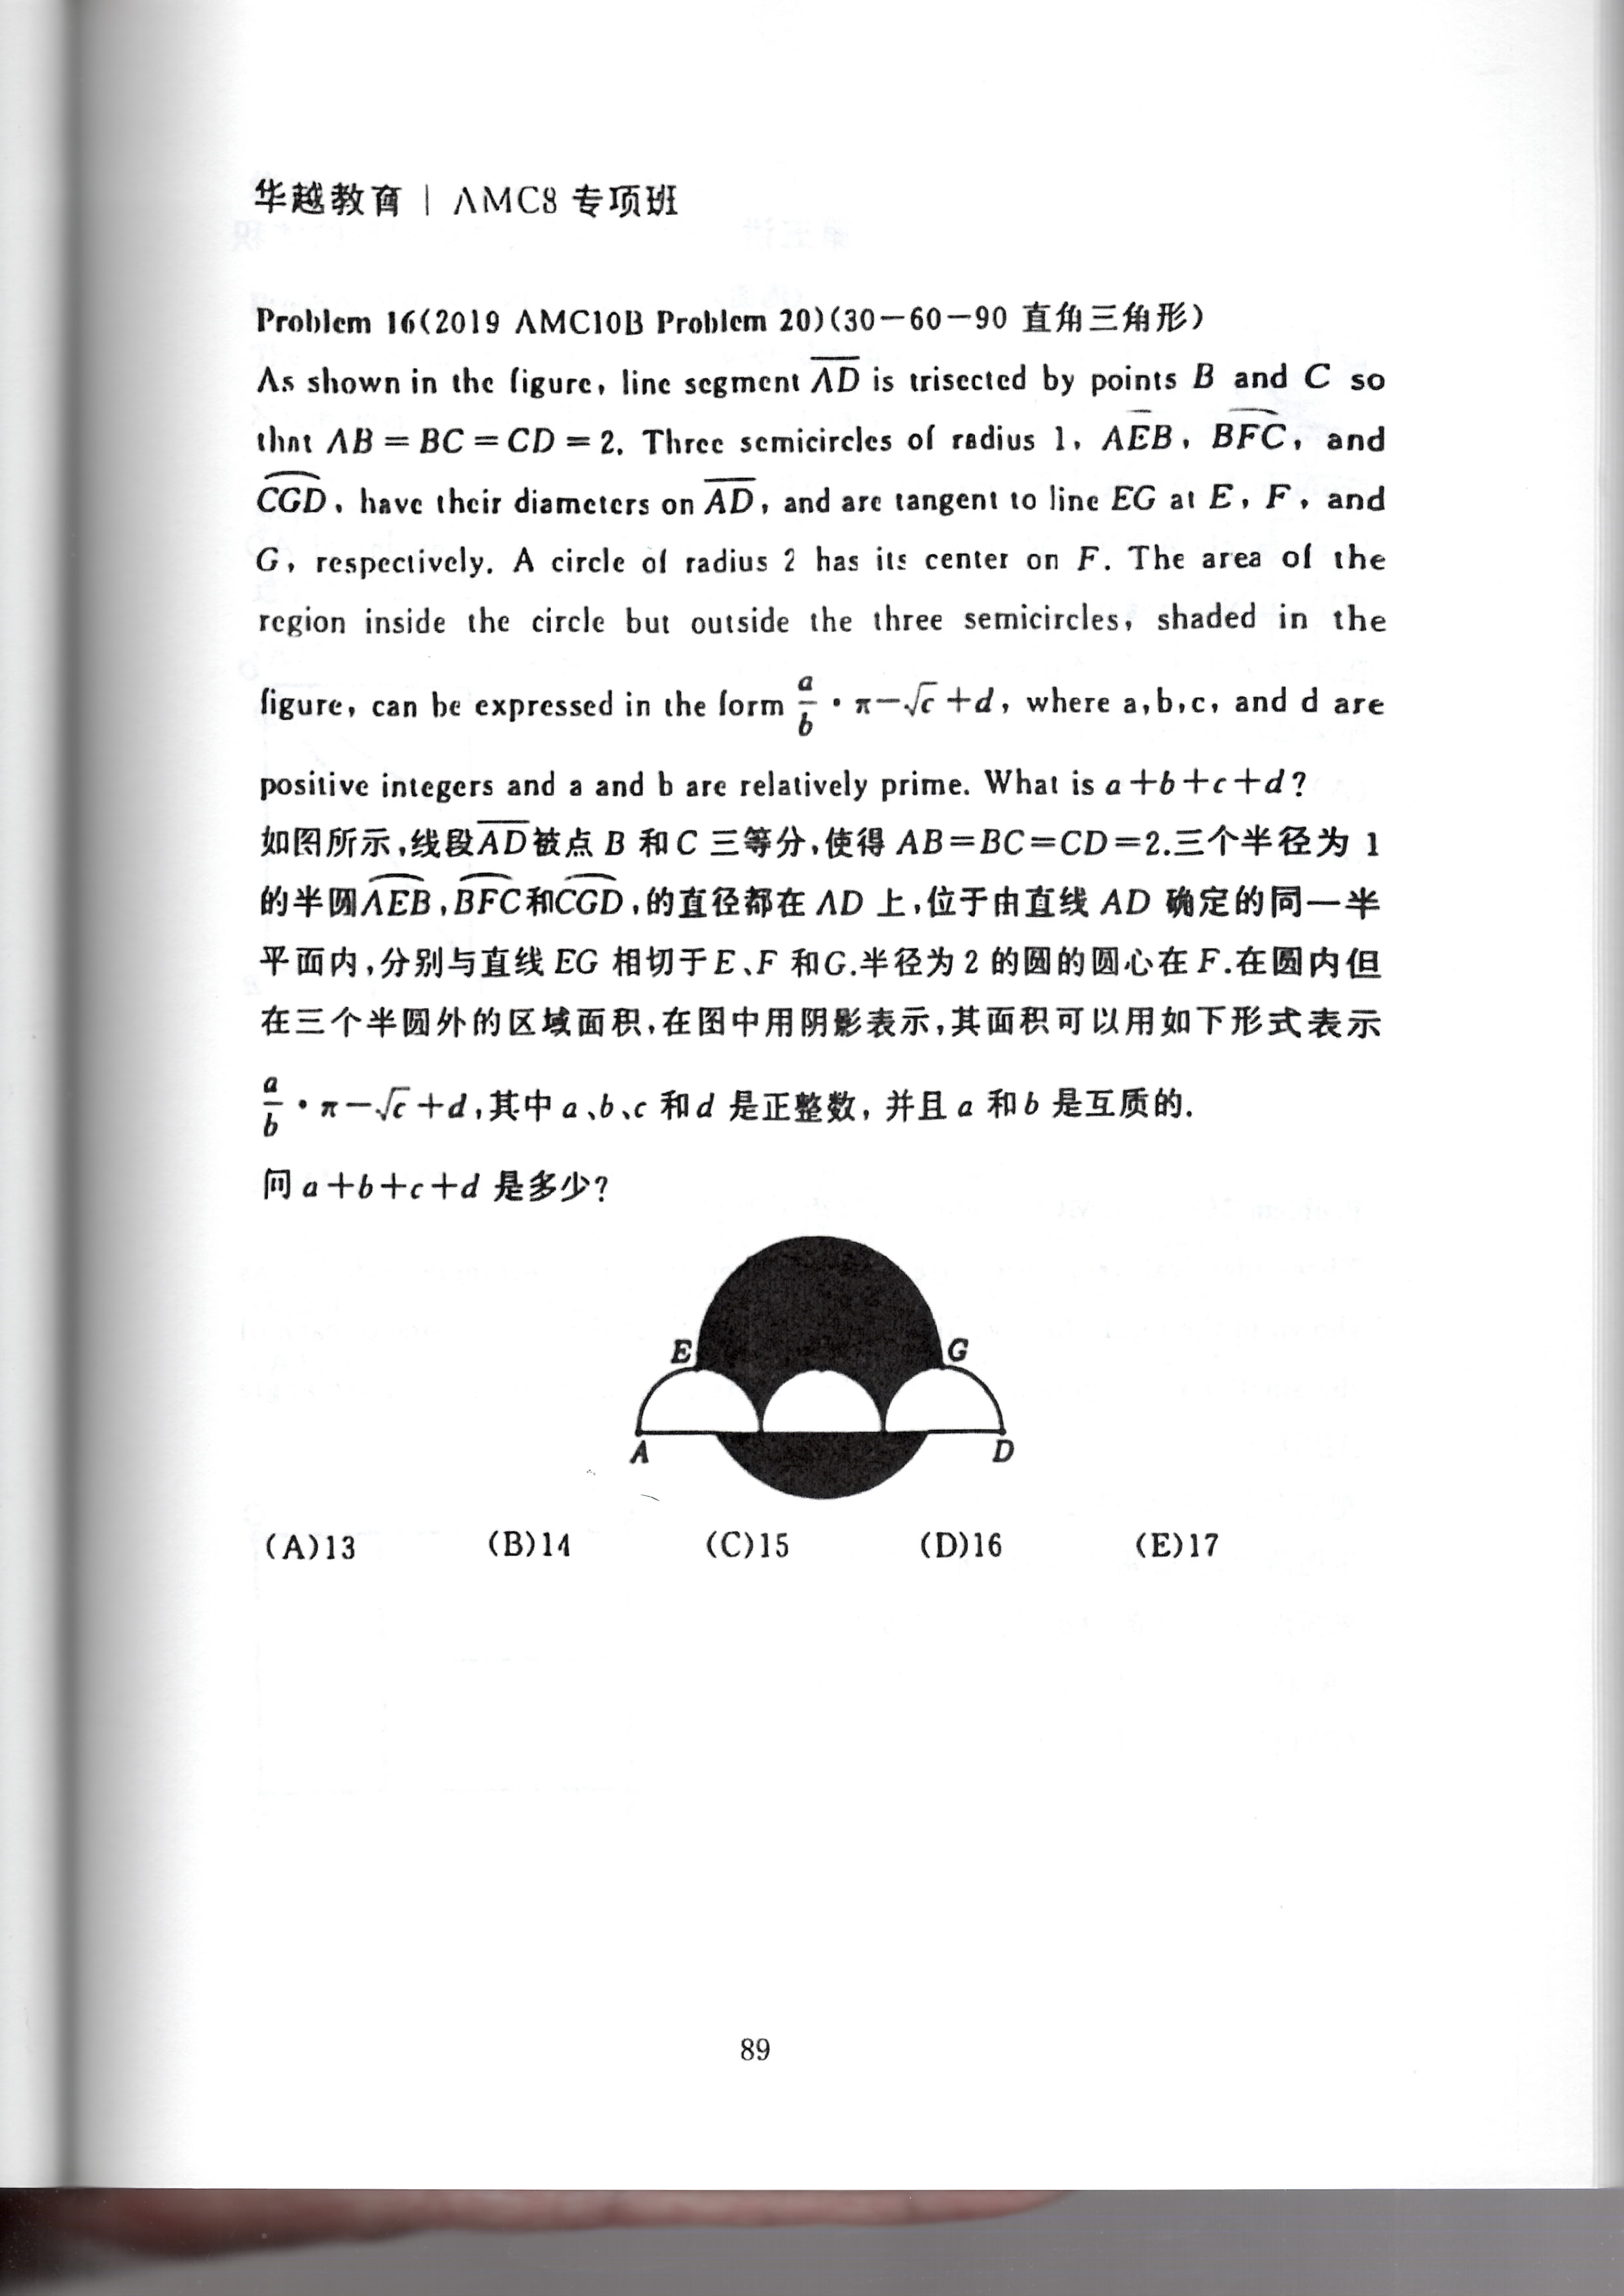 华越教育 | AMC8 专项班
Problem 16(2019 AMC10B Problem 20)(30-60-90 直角三角形)
As shown in the figure, line segment \overline{AD} is trisected by points B and C so
that AB = BC = CD = 2. Three semicircles of radius 1, \overset{\frown}{AEB}, \overset{\frown}{BFC}, and
\overset{\frown}{CGD}, have their diameters on \overline{AD}, and are tangent to line EG at E, F, and
G, respectively. A circle of radius 2 has its center on F. The area of the
region inside the circle but outside the three semicircles, shaded in the
figure, can be expressed in the form \frac{a}{b}·π-\sqrt{c}+d, where a,b,c, and d are
positive integers and a and b are relatively prime. What is a+b+c+d?
如图所示,线段\overline{AD}被点 B 和 C 三等分,使得 AB=BC=CD=2.三个半径为 1
的半圆\overset{\frown}{AEB},\overset{\frown}{BFC}和\overset{\frown}{CGD},的直径都在 AD 上,位于由直线 AD 确定的同一半
平面内,分别与直线 EG 相切于 E、F 和G.半径为 2 的圆的圆心在 F.在圆内但
在三个半圆外的区域面积,在图中用阴影表示,其面积可以用如下形式表示
\frac{a}{b}·π-\sqrt{c}+d,其中 a、b、c 和 d 是正整数, 并且 a 和 b 是互质的.
问 a+b+c+d 是多少?
E G
A D
(A)13 (B)14 (C)15 (D)16 (E)17
89